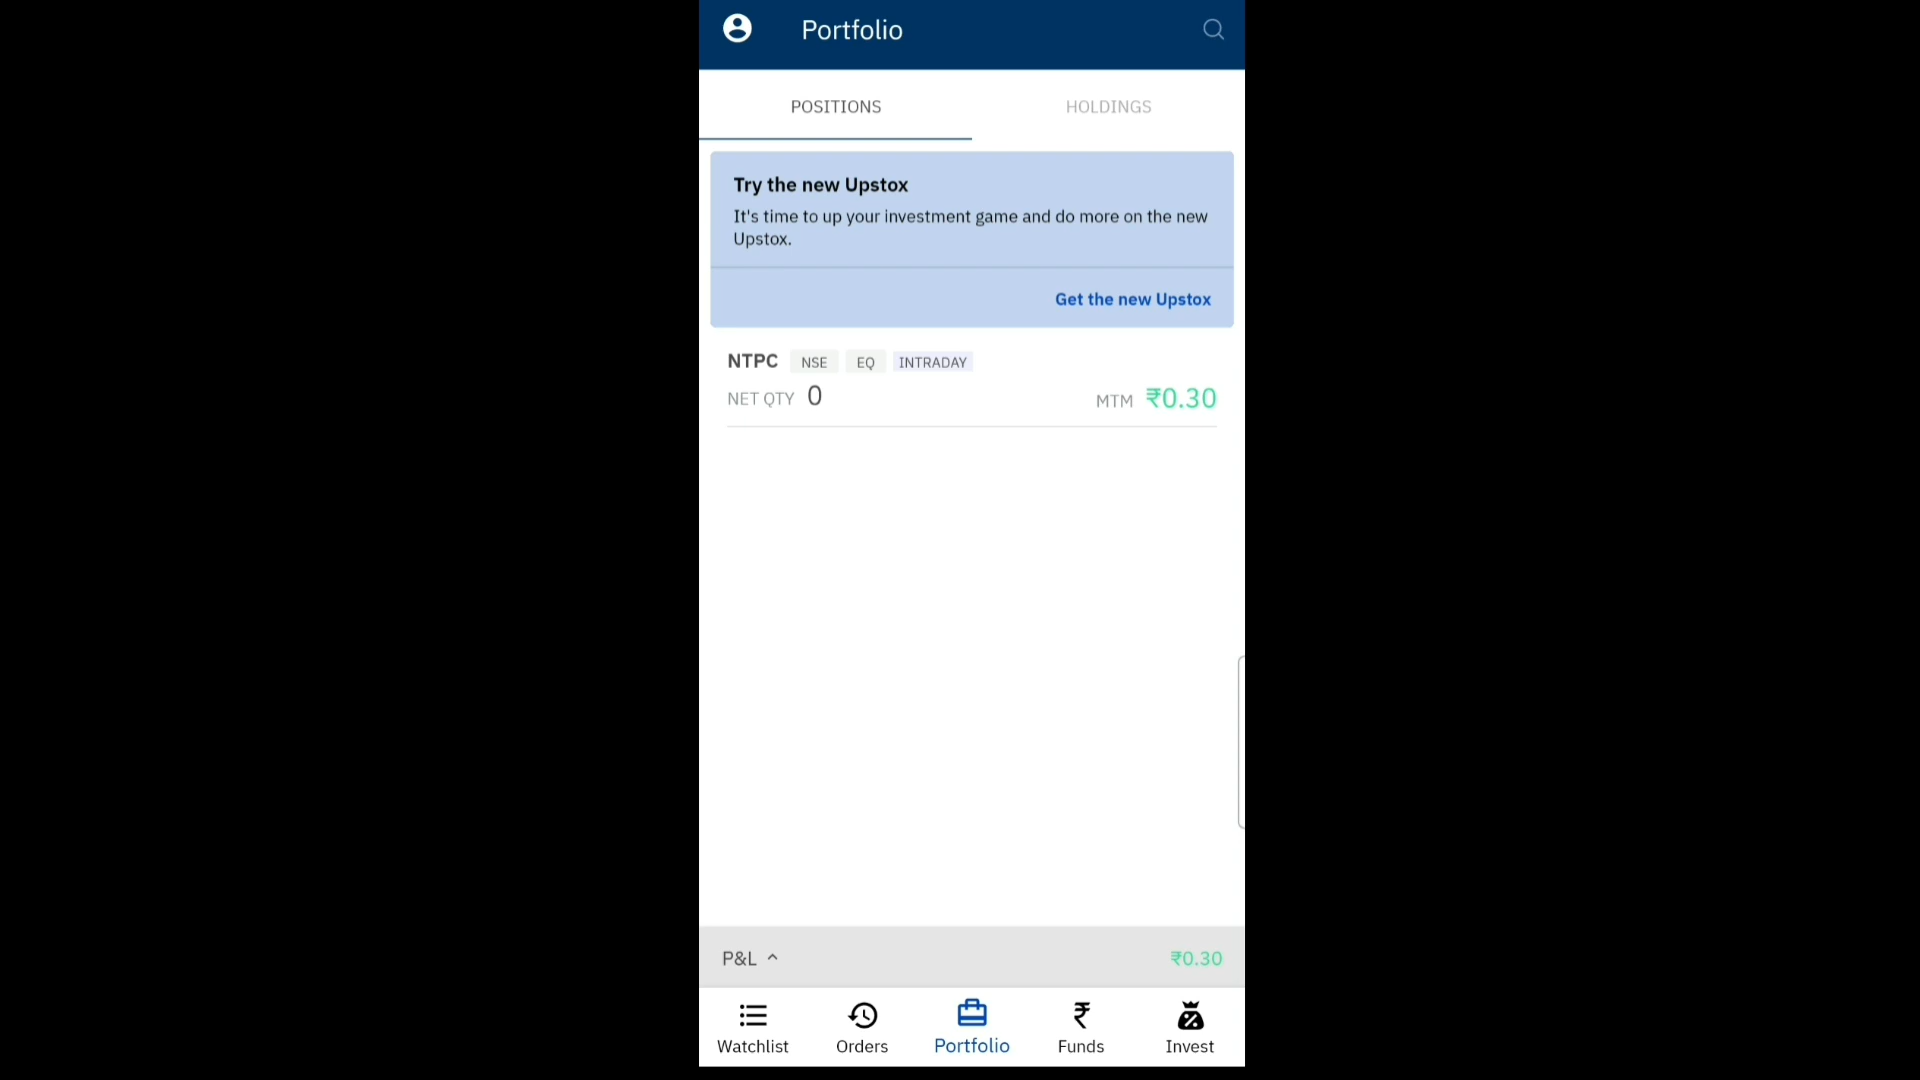 Portfolio
POSITIONS HOLDINGS
Try the new Upstox
It's time to up your investment game and do more on the new
Upstox.
Get the new Upstox
NTPC NSE EQ INTRADAY
NET QTY 0 MTM ₹0.30
P&L ₹0.30
Watchlist Orders Portfolio Funds Invest